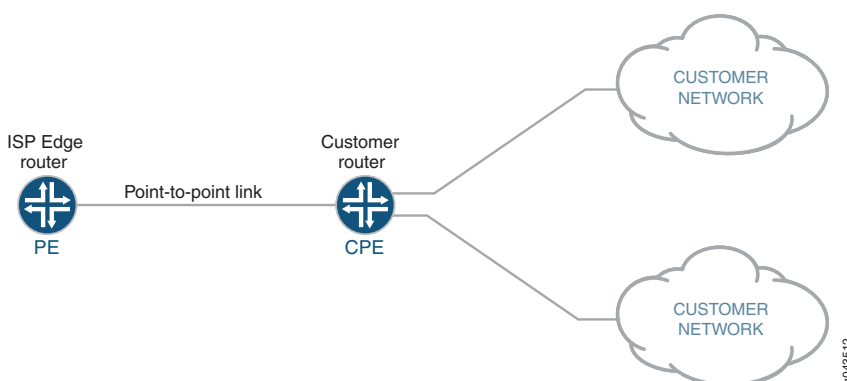 ISP Edge
router
PE
Point-to-point link
Customer
router
CPE
CUSTOMER
NETWORK
CUSTOMER
NETWORK